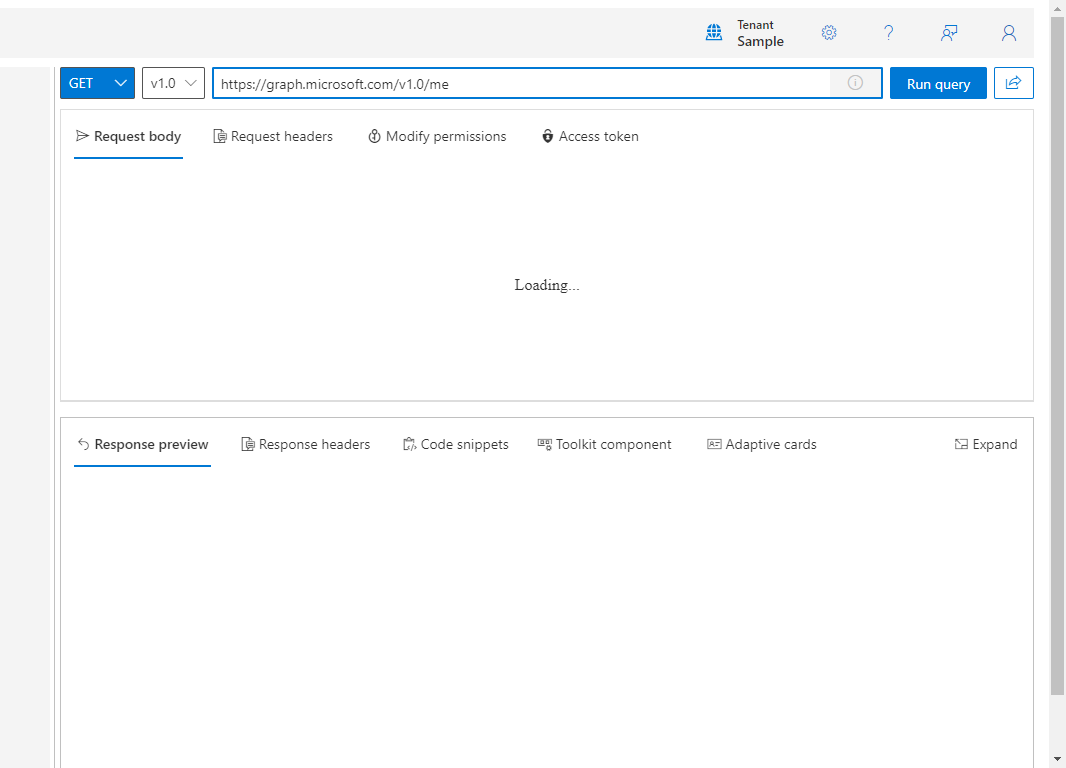 Tenant
Sample
GET
v1.0
https://graph.microsoft.com/v1.0/me
Run query
Request body
Request headers
Modify permissions
Access token
Loading...
Response preview
Response headers
Code snippets
Toolkit component
Adaptive cards
Expand